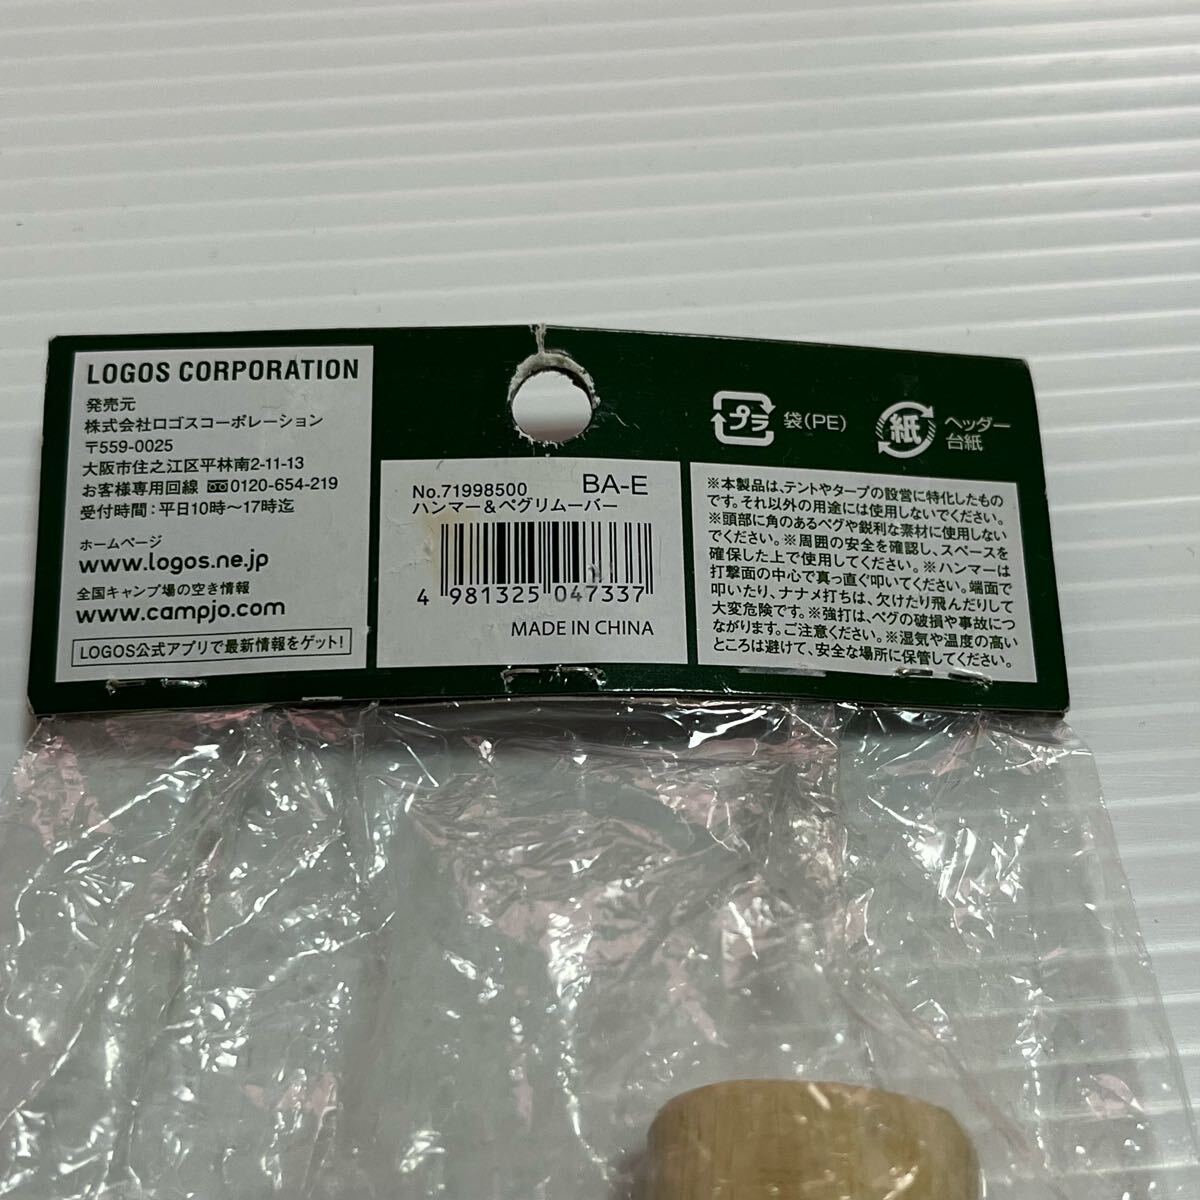 LOGOS CORPORATION
発売元
株式会社ロゴスコーポレーション
〒559-0025
大阪市住之江区平林南2-11-13
お客様専用回線 0120-654-219
受付時間:平日10時～17時迄
ホームページ
www.logos.ne.jp
全国キャンプ場の空き情報
www.campjo.com
LOGOS公式アプリで最新情報をゲット!
No.71998500 BA-E
ハンマー&ペグリムーバー
4 981325 047337
MADE IN CHINA
プラ 袋(PE)
紙 ヘッダー
台紙
※本製品は、テントやタープの設営に特化したもの
です。それ以外の用途には使用しないでください。
※頭部に角のあるペグや鋭利な素材に使用しない
でください。※周囲の安全を確認し、スペースを
確保した上で使用してください。※ハンマーは
打撃面の中心で真っ直ぐ叩いてください。端面で
叩いたり、ナナメ打ちは、欠けたり飛んだりして
大変危険です。※強打は、ペグの破損や事故につ
ながります。ご注意ください。※湿気や温度の高い
ところは避けて、安全な場所に保管してください。